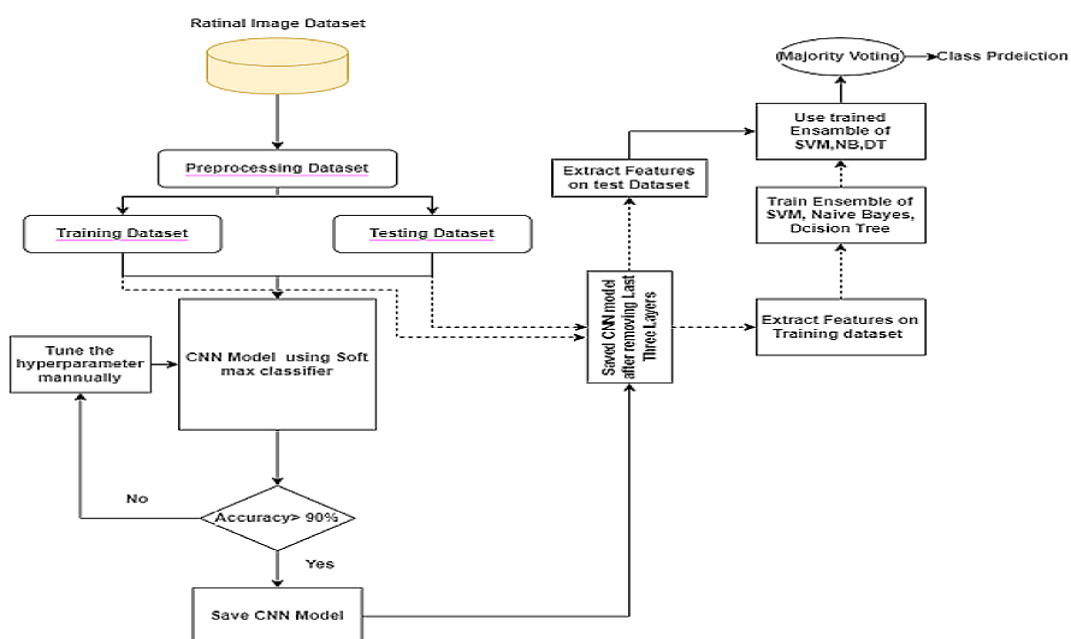 Ratinal Image Dataset
Preprocessing Dataset
Training Dataset
Testing Dataset
CNN Model using Soft
max classifier
Tune the
hyperparameter
mannually
Accuracy> 90%
No
Yes
Save CNN Model
Saved CNN model
after removing Last
Three Layers
Extract Features
on test Dataset
Extract Features on
Training dataset
Train Ensemble of
SVM, Naive Bayes,
Dcision Tree
Use trained
Ensamble of
SVM,NB,DT
Majority Voting
Class Prdeiction